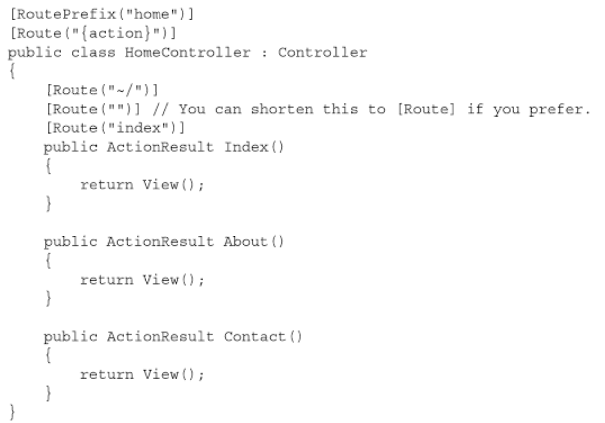 [RoutePrefix("home")]
[Route("{action}")]
public class HomeController : Controller
{
    [Route("~/")]
    [Route("")] // You can shorten this to [Route] if you prefer.
    [Route("index")]
    public ActionResult Index()
    {
        return View();
    }

    public ActionResult About()
    {
        return View();
    }

    public ActionResult Contact()
    {
        return View();
    }
}